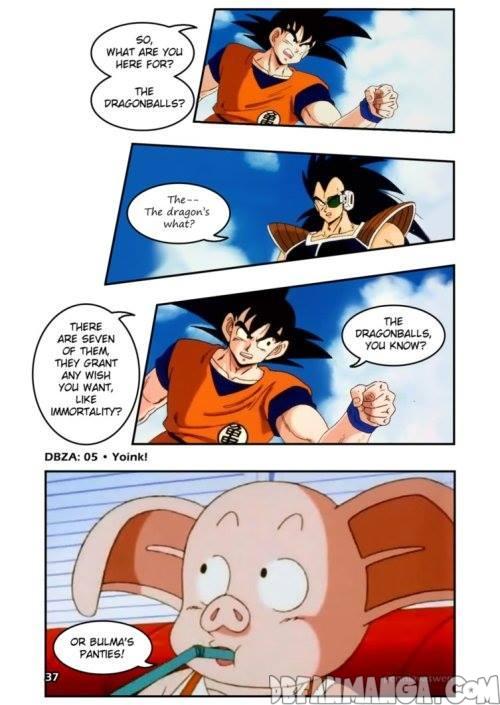 SO,
WHAT ARE YOU
HERE FOR?
THE
DRAGONBALLS?
The--
The dragon's
what?
THE
DRAGONBALLS,
YOU KNOW?
THERE
ARE SEVEN
OF THEM,
THEY GRANT
ANY WISH
YOU WANT,
LIKE
IMMORTALITY?
DBZA: 05 • Yoink!
OR BULMA'S
PANTIES!
37
DBFANMANGA.COM